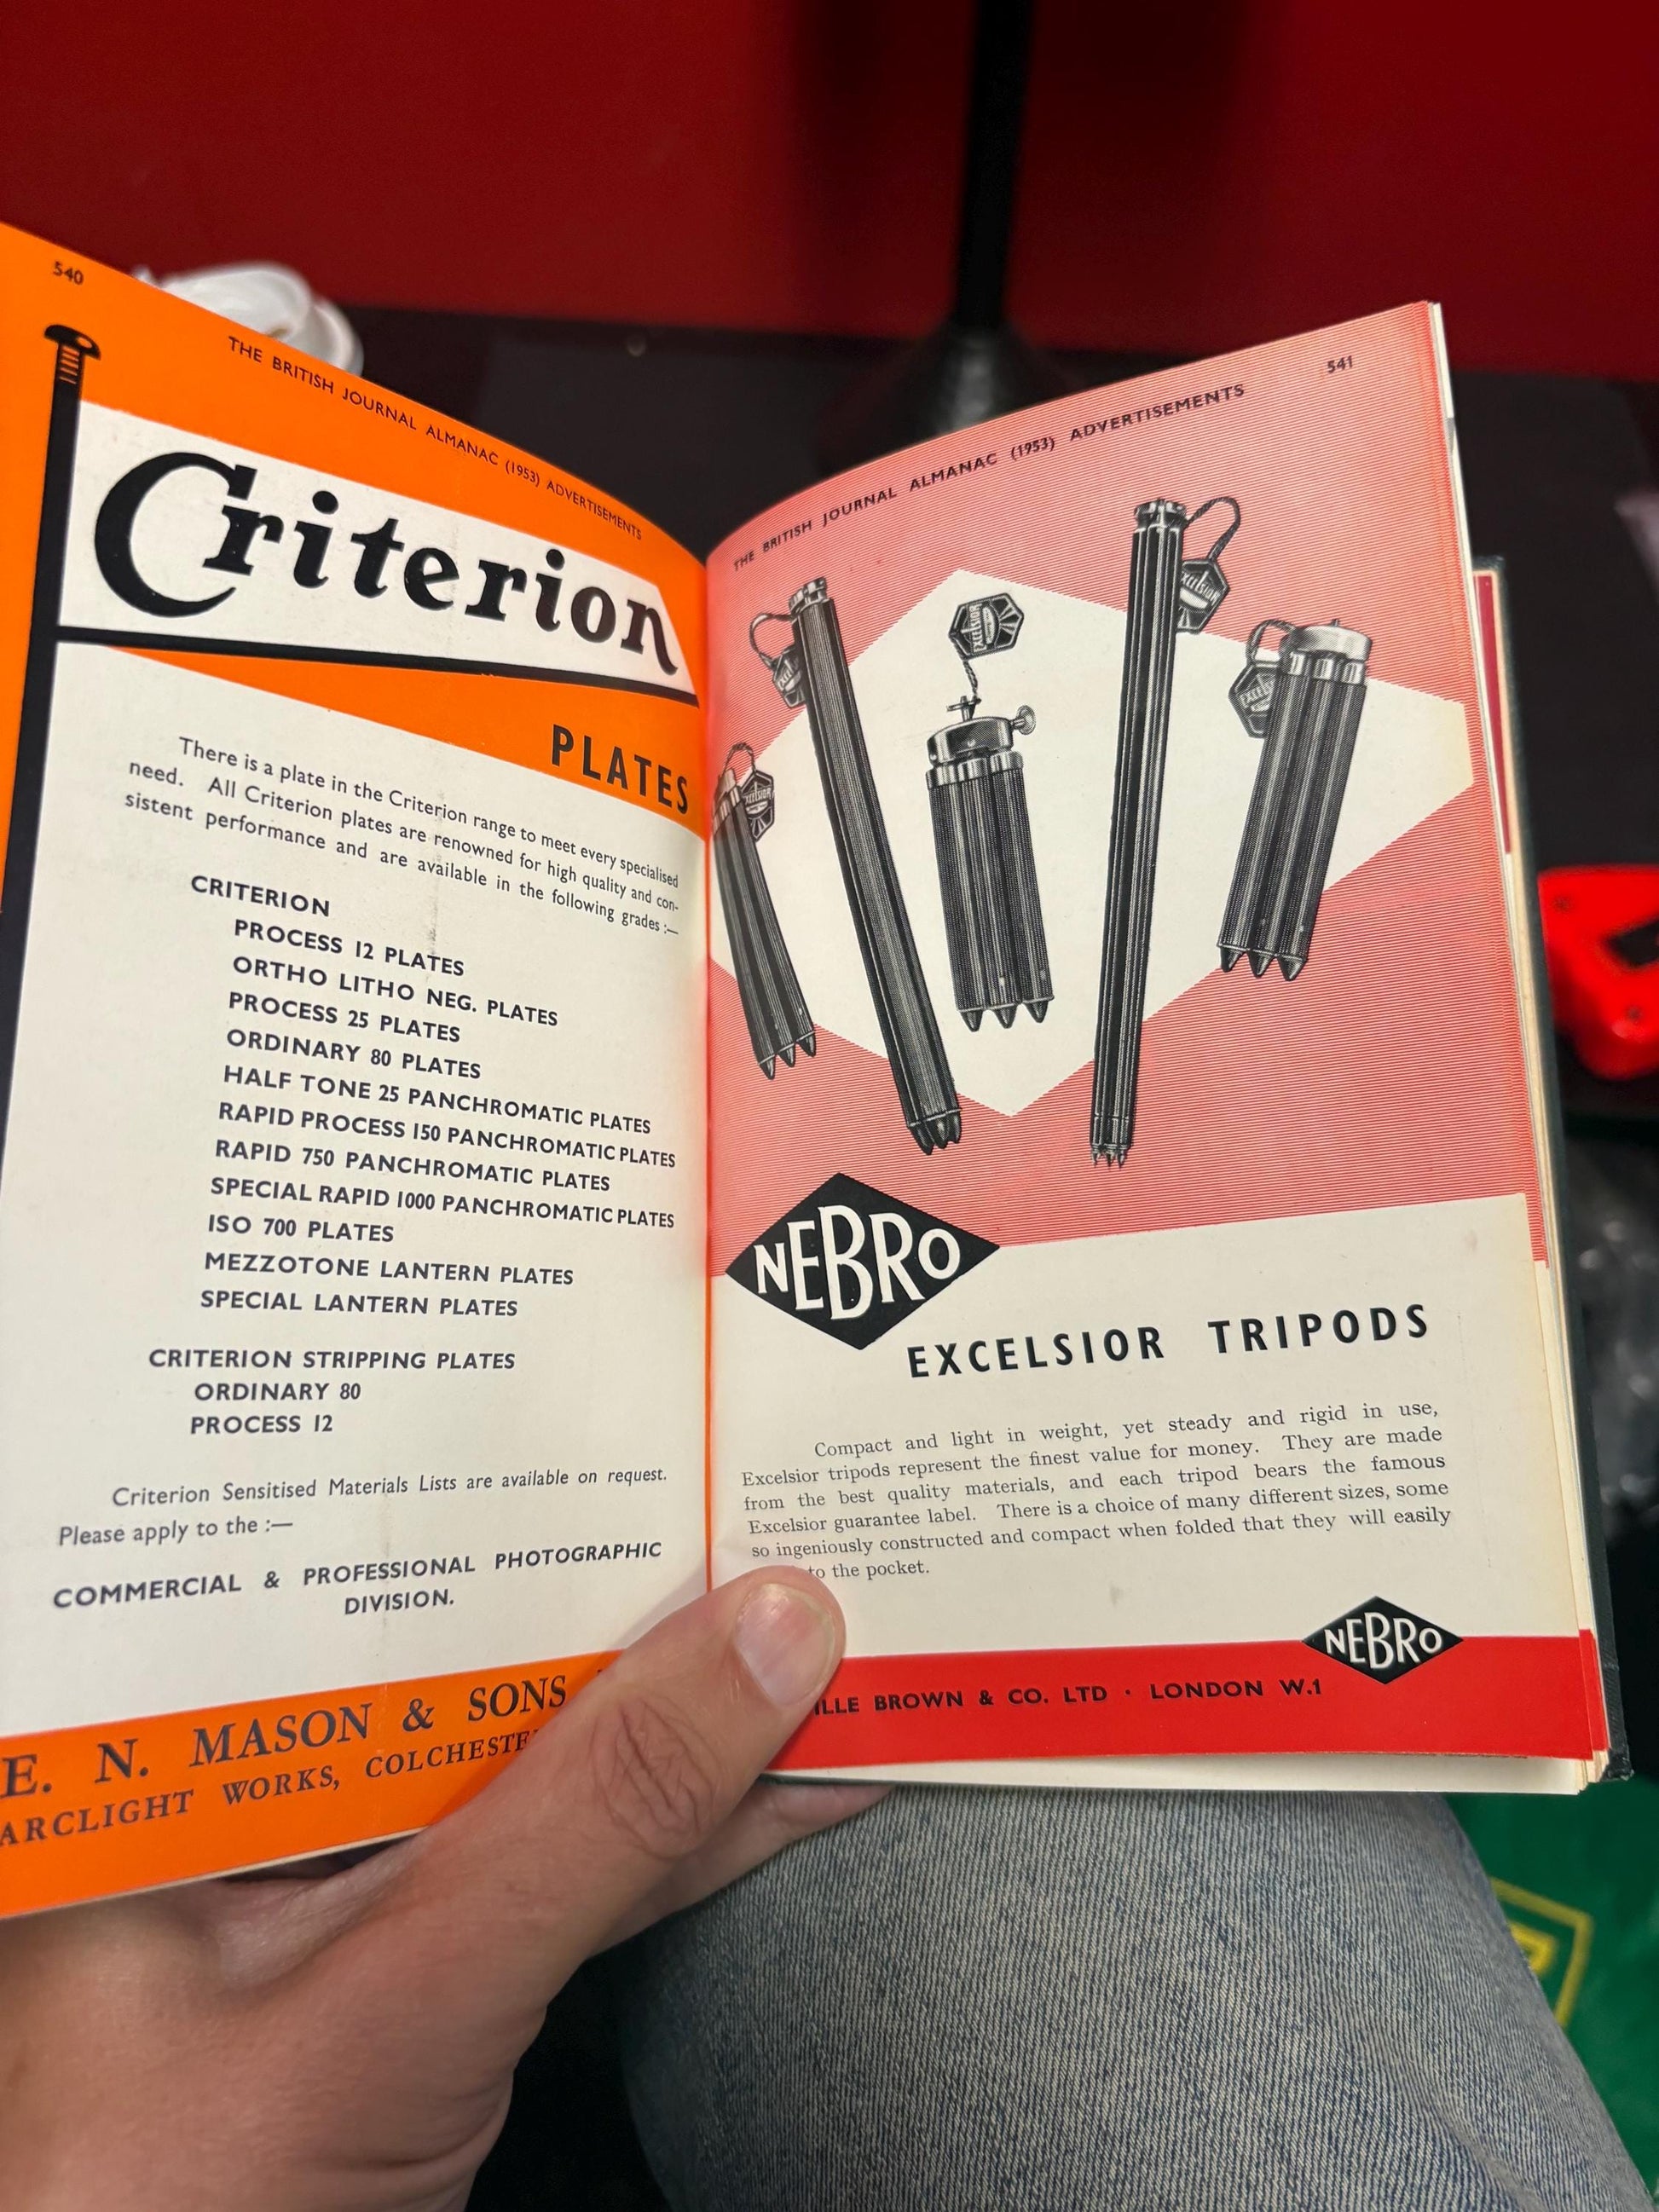 540
THE BRITISH JOURNAL ALMANAC (1953) ADVERTISEMENTS
Criterion
PLATES
There is a plate in the Criterion range to meet every specialised
need. All Criterion plates are renowned for high quality and con-
sistent performance and are available in the following grades :—
CRITERION
PROCESS 12 PLATES
ORTHO LITHO NEG. PLATES
PROCESS 25 PLATES
ORDINARY 80 PLATES
HALF TONE 25 PANCHROMATIC PLATES
RAPID PROCESS 150 PANCHROMATIC PLATES
RAPID 750 PANCHROMATIC PLATES
SPECIAL RAPID 1000 PANCHROMATIC PLATES
ISO 700 PLATES
MEZZOTONE LANTERN PLATES
SPECIAL LANTERN PLATES
CRITERION STRIPPING PLATES
ORDINARY 80
PROCESS 12
Criterion Sensitised Materials Lists are available on request.
Please apply to the :—
COMMERCIAL & PROFESSIONAL PHOTOGRAPHIC
DIVISION.
E. N. MASON & SONS
ARCLIGHT WORKS,
541
THE BRITISH JOURNAL ALMANAC (1953) ADVERTISEMENTS
EXCELSIOR
EXCELSIOR
EXCELSIOR
NEBRO
EXCELSIOR TRIPODS
Compact and light in weight, yet steady and rigid in use,
Excelsior tripods represent the finest value for money. They are made
from the best quality materials, and each tripod bears the famous
Excelsior guarantee label. There is a choice of many different sizes, some
so ingeniously constructed and compact when folded that they will easily
to the pocket.
NEBRO
BROWN & CO. LTD · LONDON W.1